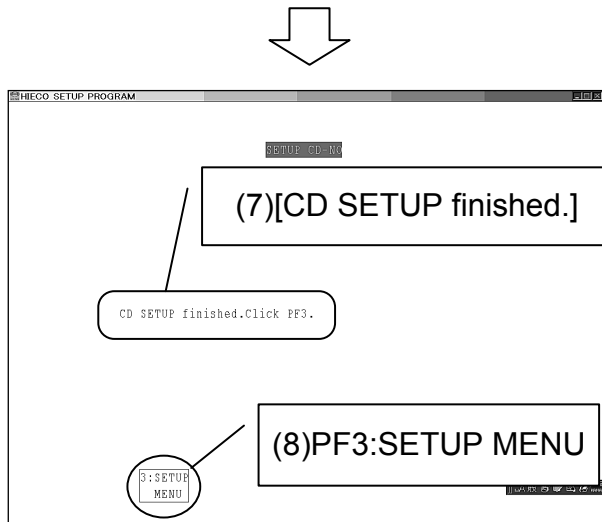 HIECO SETUP PROGRAM
SETUP CD-NO
(7)[CD SETUP finished.]
CD SETUP finished.Click PF3.
(8)PF3:SETUP MENU
3:SETUP
MENU